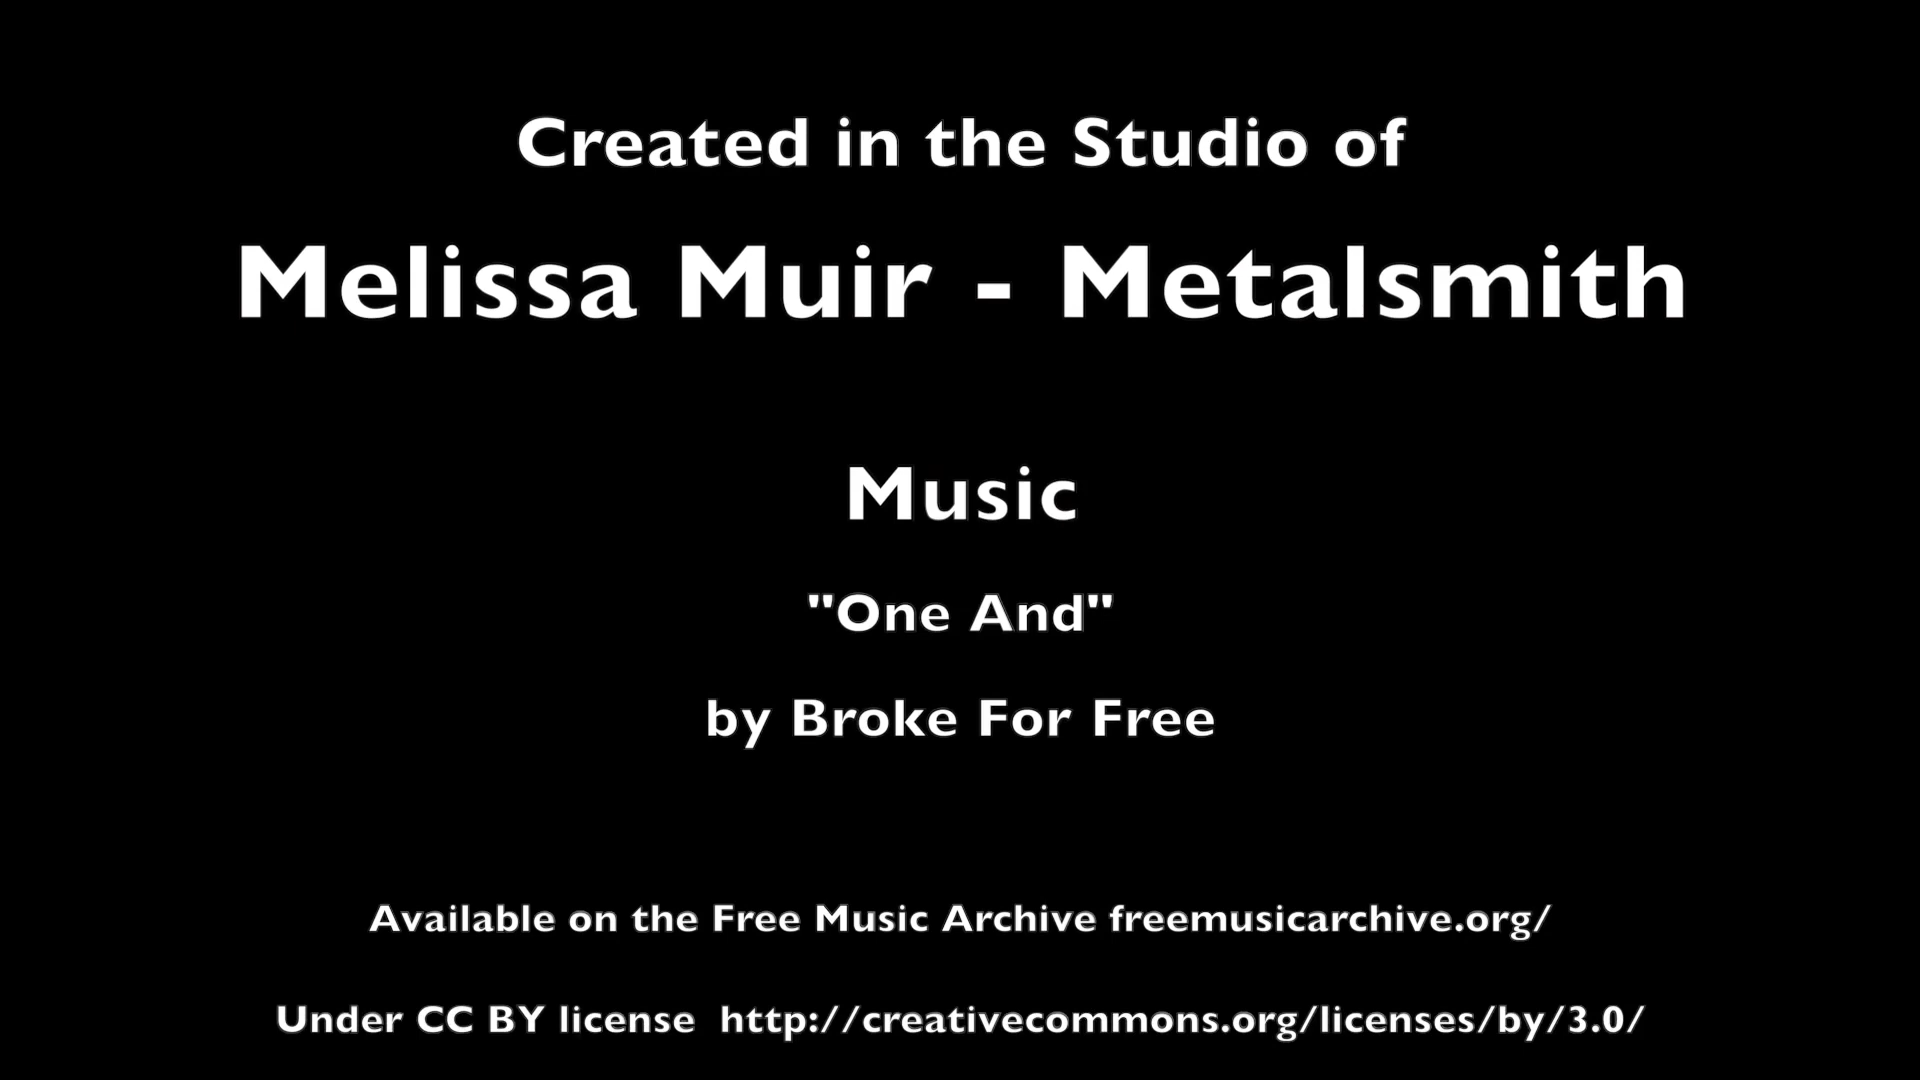 Created in the Studio of
Melissa Muir - Metalsmith
Music
"One And"
by Broke For Free
Available on the Free Music Archive freemusicarchive.org/
Under CC BY license  http://creativecommons.org/licenses/by/3.0/